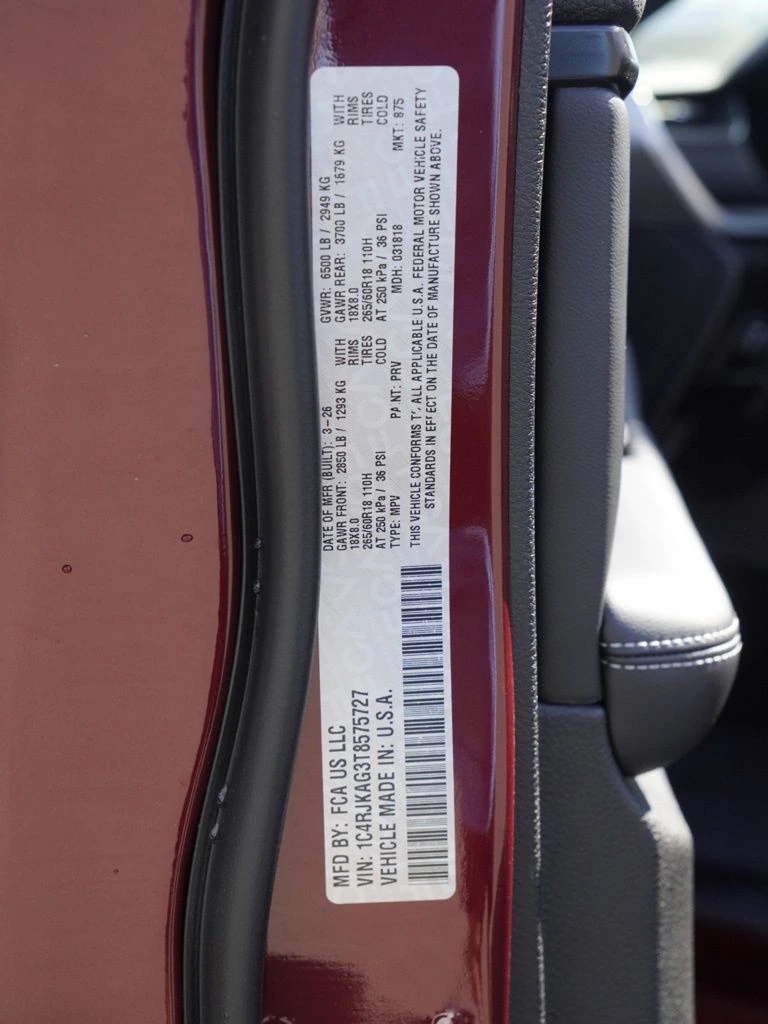 MFD BY: FCA US LLC
VIN: 1C4RJKAG3T8575727
VEHICLE MADE IN: U.S.A.
DATE OF MFR (BUILT): 3-26 GVWR: 6500 LB / 2949 KG
GAWR FRONT: 2850 LB / 1293 KG WITH GAWR REAR: 3700 LB / 1679 KG WITH
18X8.0 RIMS 18X8.0 RIMS
265/60R18 110H TIRES 265/60R18 110H TIRES
AT 250 kPa / 36 PSI COLD AT 250 kPa / 36 PSI COLD
TYPE: MPV PAINT: PRV MDH: 031818 MKT: 875
THIS VEHICLE CONFORMS TO ALL APPLICABLE U.S.A. FEDERAL MOTOR VEHICLE SAFETY
STANDARDS IN EFFECT ON THE DATE OF MANUFACTURE SHOWN ABOVE.